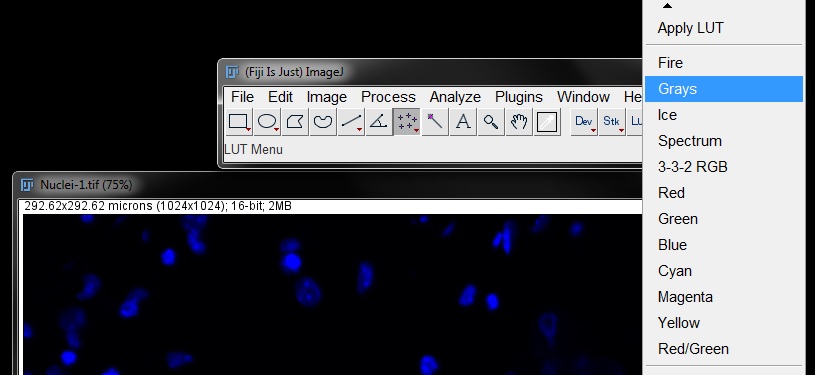 Apply LUT
(Fiji Is Just) ImageJ
Fire
File Edit Image Process Analyze Plugins Window He
Grays
Ice
Dev Stk Lu
Spectrum
LUT Menu
3-3-2 RGB
Nuclei-1.tif (75%)
Red
292.62x292.62 microns (1024x1024); 16-bit; 2MB
Green
Blue
Cyan
Magenta
Yellow
Red/Green